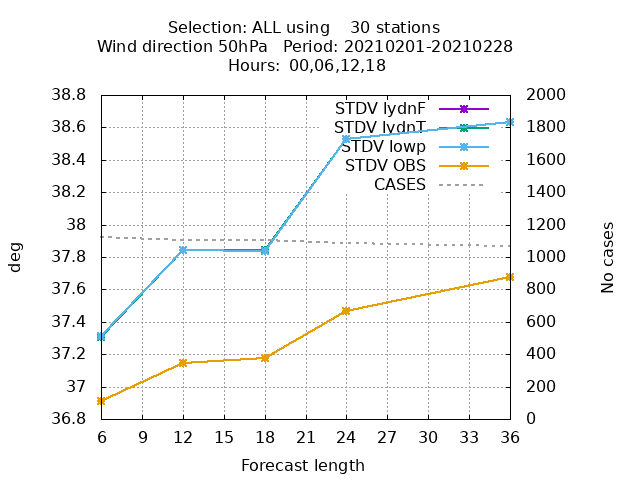 Selection: ALL using    30 stations
Wind direction 50hPa   Period: 20210201-20210228
Hours: 00,06,12,18
38.8
38.6
38.4
38.2
38
37.8
37.6
37.4
37.2
37
36.8
deg
STDV lydnF
STDV lydnT
STDV lowp
STDV OBS
CASES
2000
1800
1600
1400
1200
1000
800
600
400
200
0
No cases
6 9 12 15 18 21 24 27 30 33 36
Forecast length